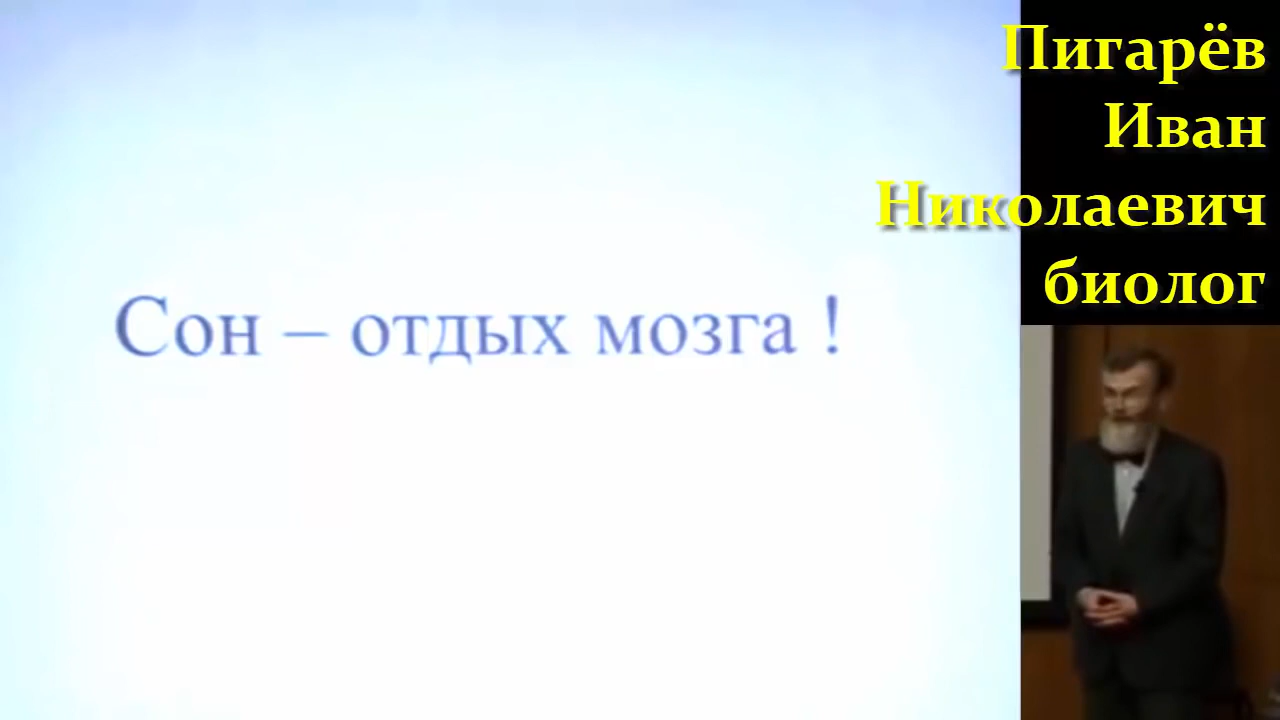 Пигарёв
Иван
Николаевич
биолог
Сон – отдых мозга !